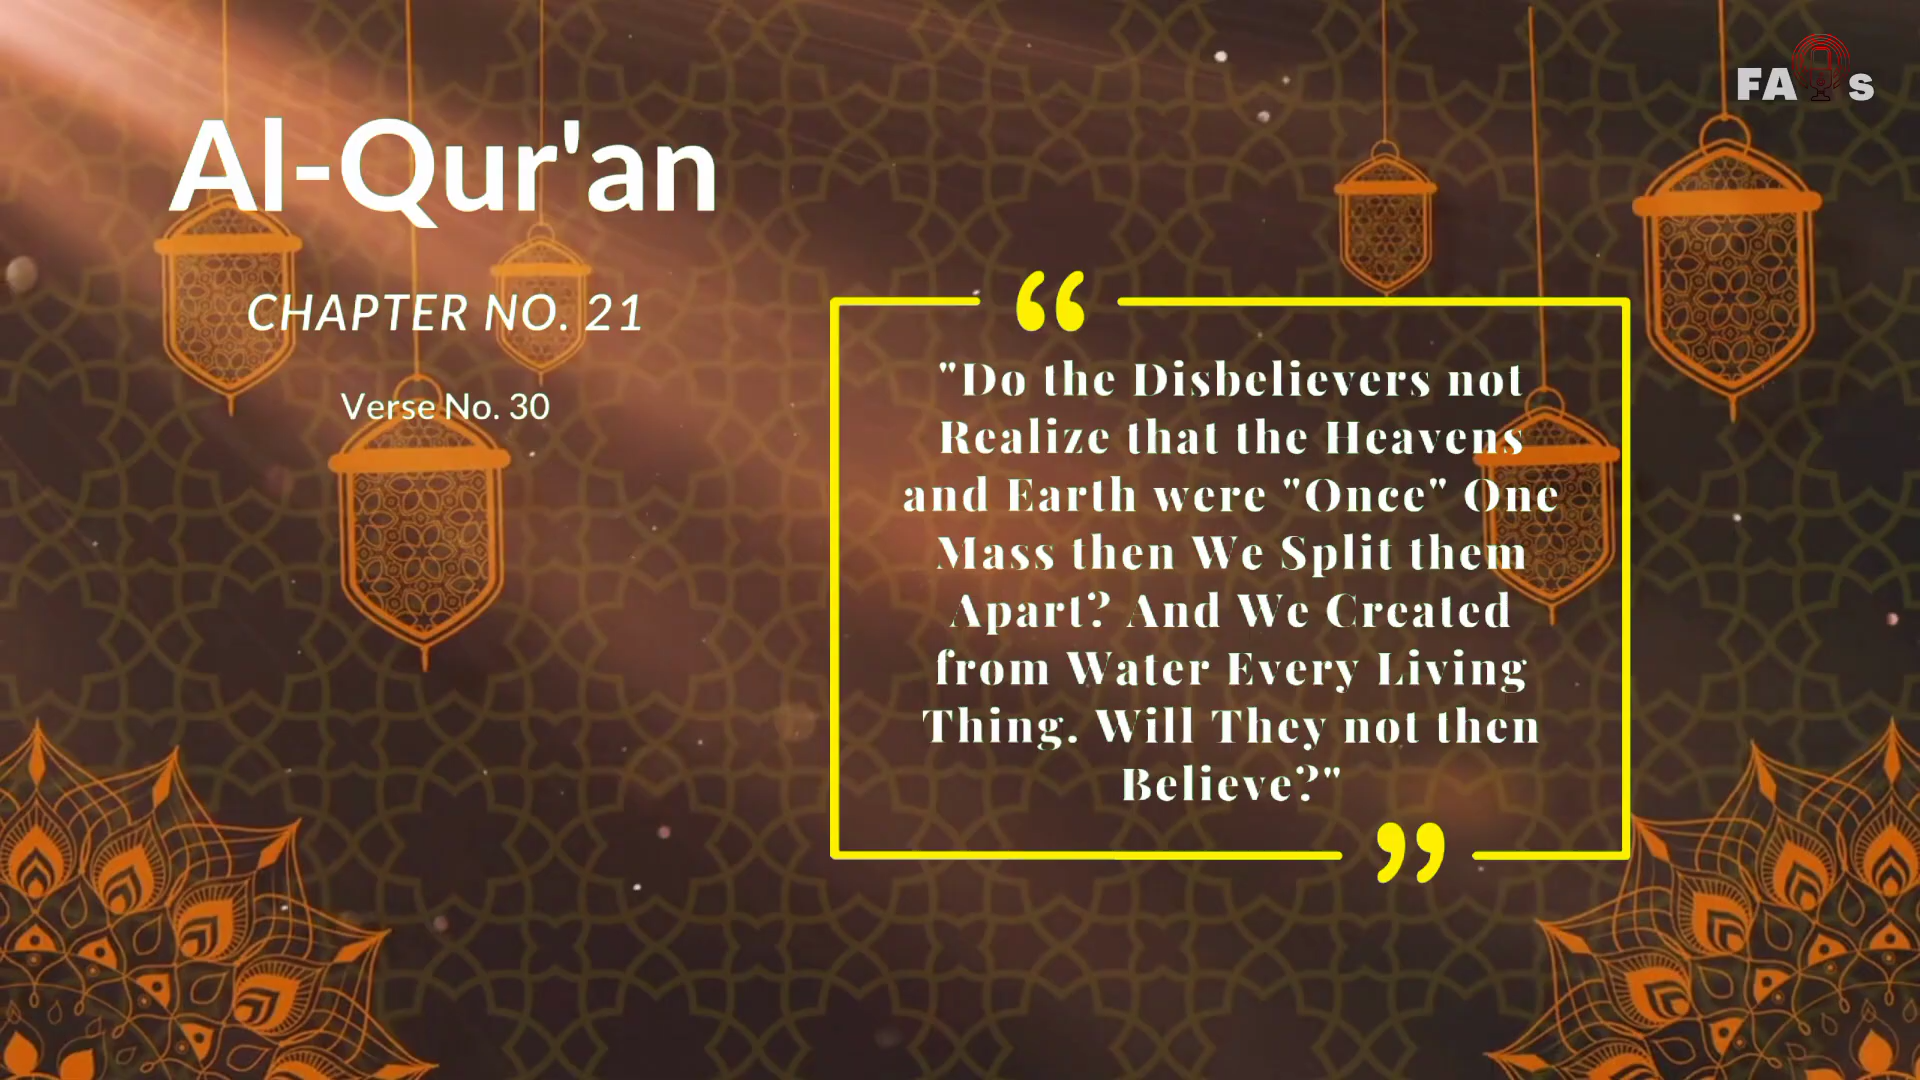 FAQs
Al-Qur'an
CHAPTER NO. 21
Verse No. 30
"Do the Disbelievers not
Realize that the Heavens
and Earth were "Once" One
Mass then We Split them
Apart? And We Created
from Water Every Living
Thing. Will They not then
Believe?"